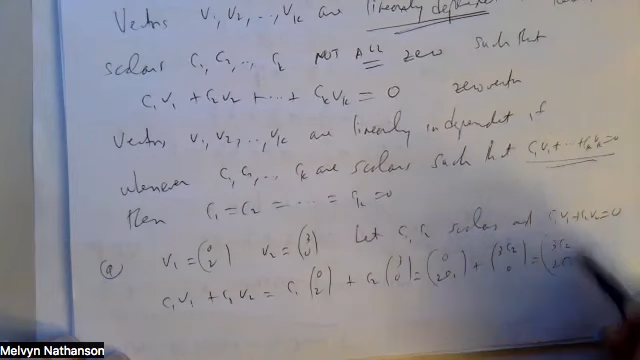 Vectors v₁, v₂, ..., vₖ are linearly dependent
scalars c₁, c₂, .., cₖ NOT ALL zero such that
c₁v₁ + c₂v₂ + ... + cₖvₖ = 0 zero vector
Vectors v₁, v₂, .., vₖ are linearly independent if
whenever c₁, c₂, ... cₖ are scalars such that c₁v₁ + ... + cₖvₖ = 0
then c₁ = c₂ = ... = cₖ = 0
(a) v₁ = (0 2) v₂ = (3 0) Let c₁, c₂ scalars and c₁v₁ + c₂v₂ = 0
c₁v₁ + c₂v₂ = c₁ (0 2) + c₂ (3 0) = (0 2c₁) + (3c₂ 0) = (3c₂ 2c₁
Melvyn Nathanson